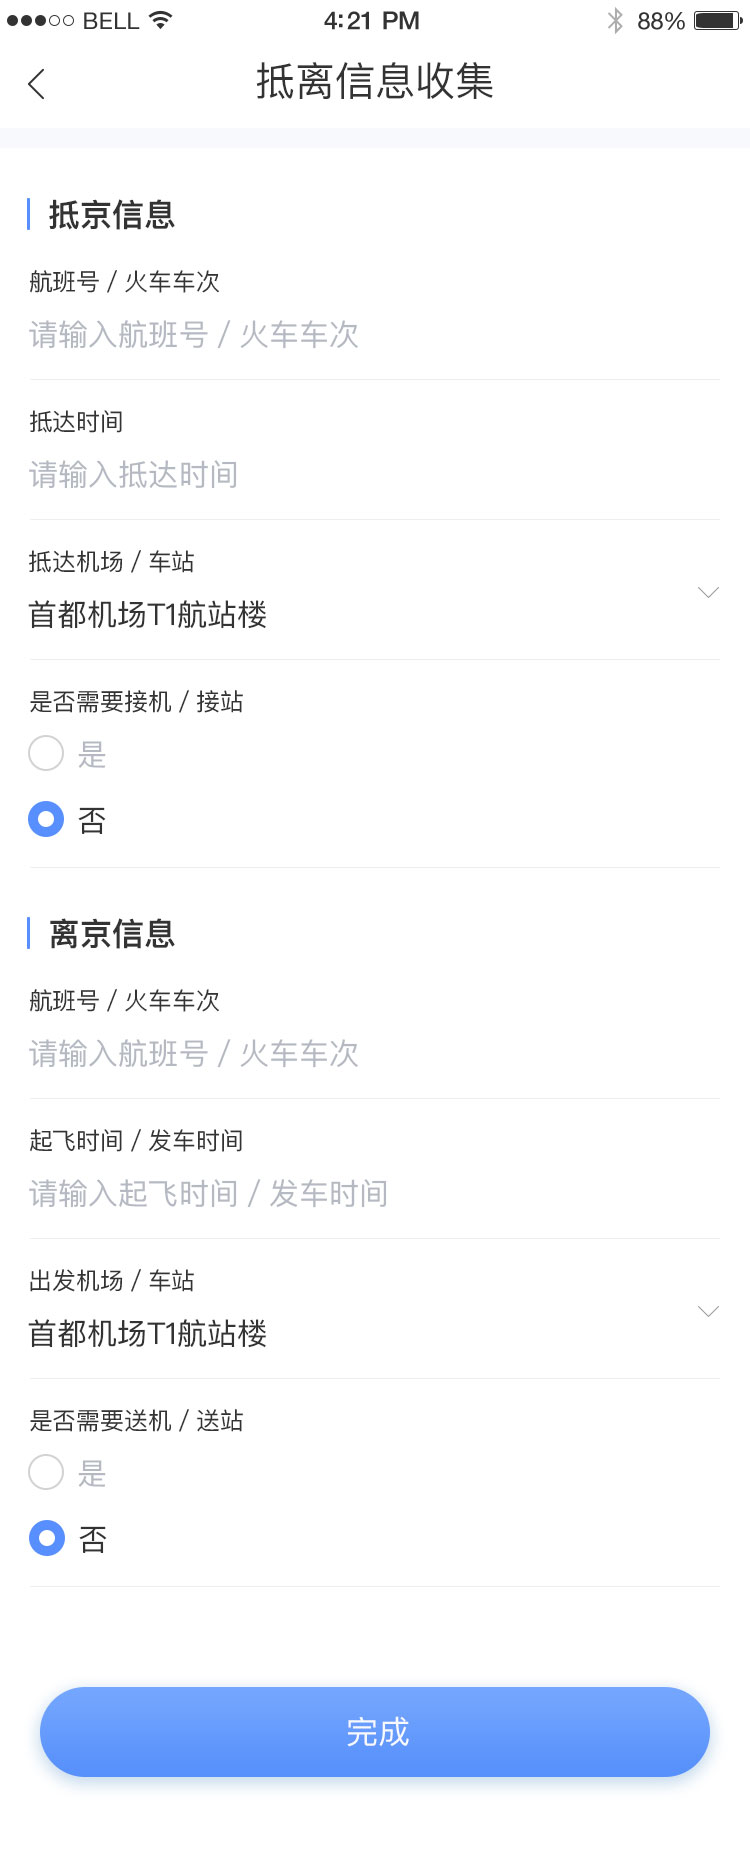 BELL 4:21 PM 88%
抵离信息收集
抵京信息
航班号 / 火车车次
请输入航班号 / 火车车次
抵达时间
请输入抵达时间
抵达机场 / 车站
首都机场T1航站楼
是否需要接机 / 接站
是
否
离京信息
航班号 / 火车车次
请输入航班号 / 火车车次
起飞时间 / 发车时间
请输入起飞时间 / 发车时间
出发机场 / 车站
首都机场T1航站楼
是否需要送机 / 送站
是
否
完成